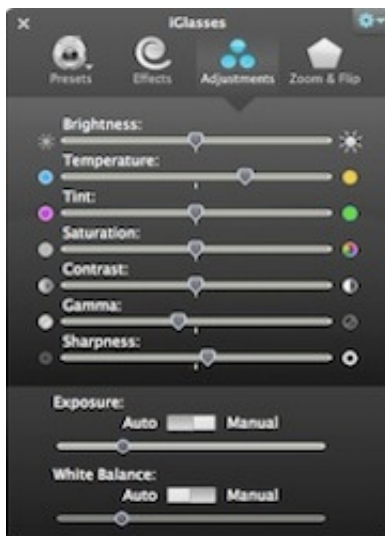 iGlasses
Presets Effects Adjustments Zoom & Flip
Brightness:
Temperature:
Tint:
Saturation:
Contrast:
Gamma:
Sharpness:
Exposure:
Auto Manual
White Balance:
Auto Manual